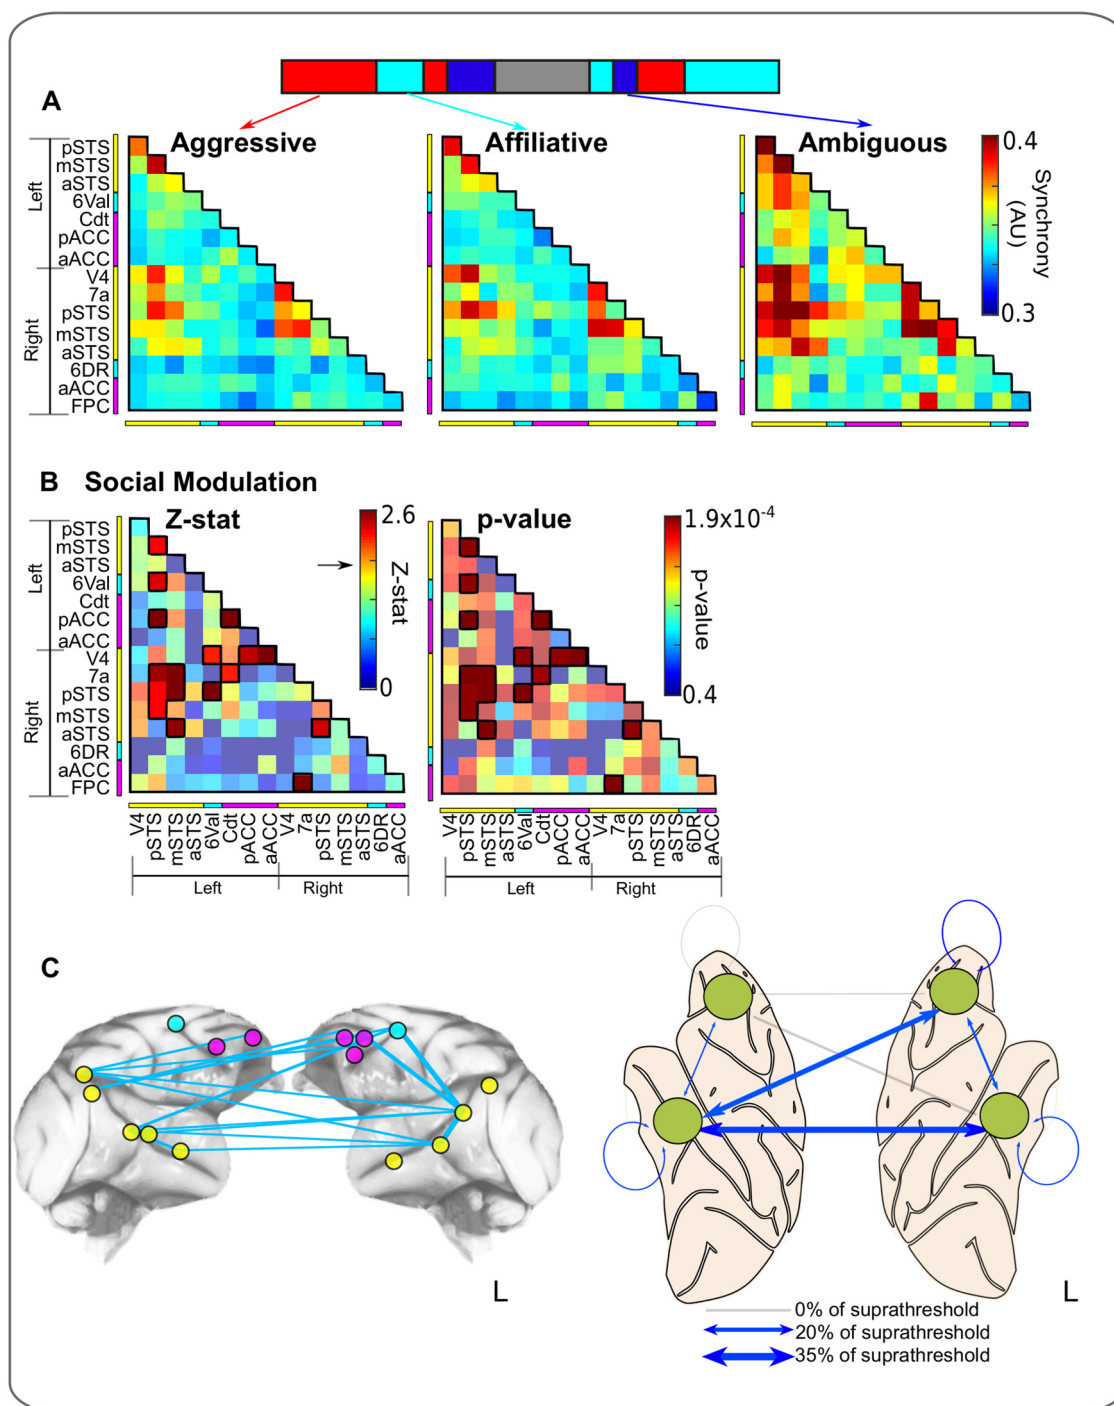 A
Aggressive
Affiliative
Ambiguous
Left
Right
pSTS
mSTS
aSTS
6Val
Cdt
pACC
aACC
V4
7a
pSTS
mSTS
aSTS
6DR
aACC
FPC
0.4
0.3
Synchrony
(AU)
B Social Modulation
Z-stat
p-value
Left
Right
pSTS
mSTS
aSTS
6Val
Cdt
pACC
aACC
V4
7a
pSTS
mSTS
aSTS
6DR
aACC
FPC
2.6
0
Z-stat
1.9x10-4
0.4
p-value
V4 pSTS mSTS aSTS 6Val Cdt pACC aACC V4 7a pSTS mSTS aSTS 6DR aACC
Left Right
V4 pSTS mSTS aSTS 6Val Cdt pACC aACC V4 7a pSTS mSTS aSTS 6DR aACC
Left Right
C
L
L
0% of suprathreshold
20% of suprathreshold
35% of suprathreshold